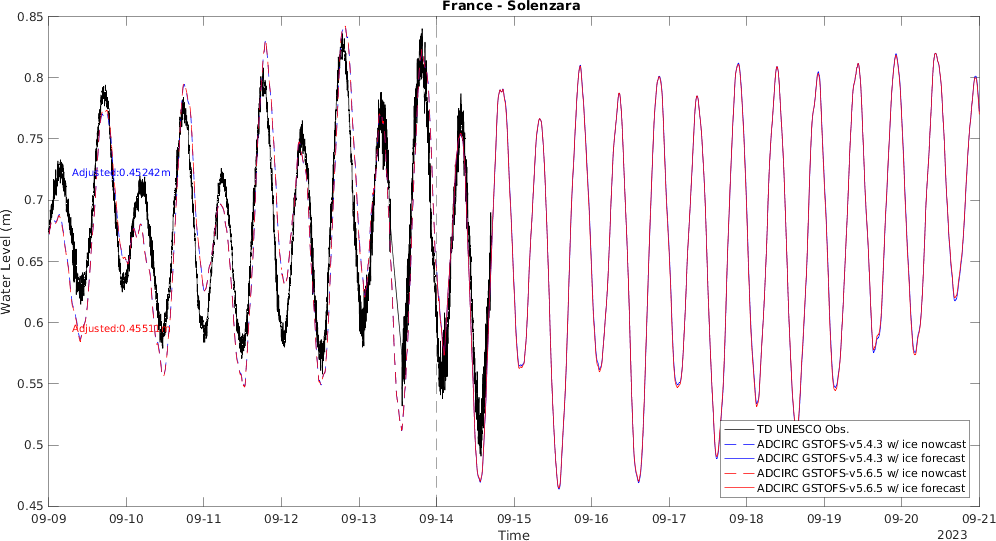 France - Solenzara
0.85
0.8
0.75
0.7
0.65
0.6
0.55
0.5
0.45
Water Level (m)
Adjusted:0.45242m
TD UNESCO Obs.
ADCIRC GSTOFS-v5.4.3 w/ ice nowcast
ADCIRC GSTOFS-v5.4.3 w/ ice forecast
ADCIRC GSTOFS-v5.6.5 w/ ice nowcast
ADCIRC GSTOFS-v5.6.5 w/ ice forecast
09-09 09-10 09-11 09-12 09-13 09-14 09-15 09-16 09-17 09-18 09-19 09-20 09-21
Time
2023